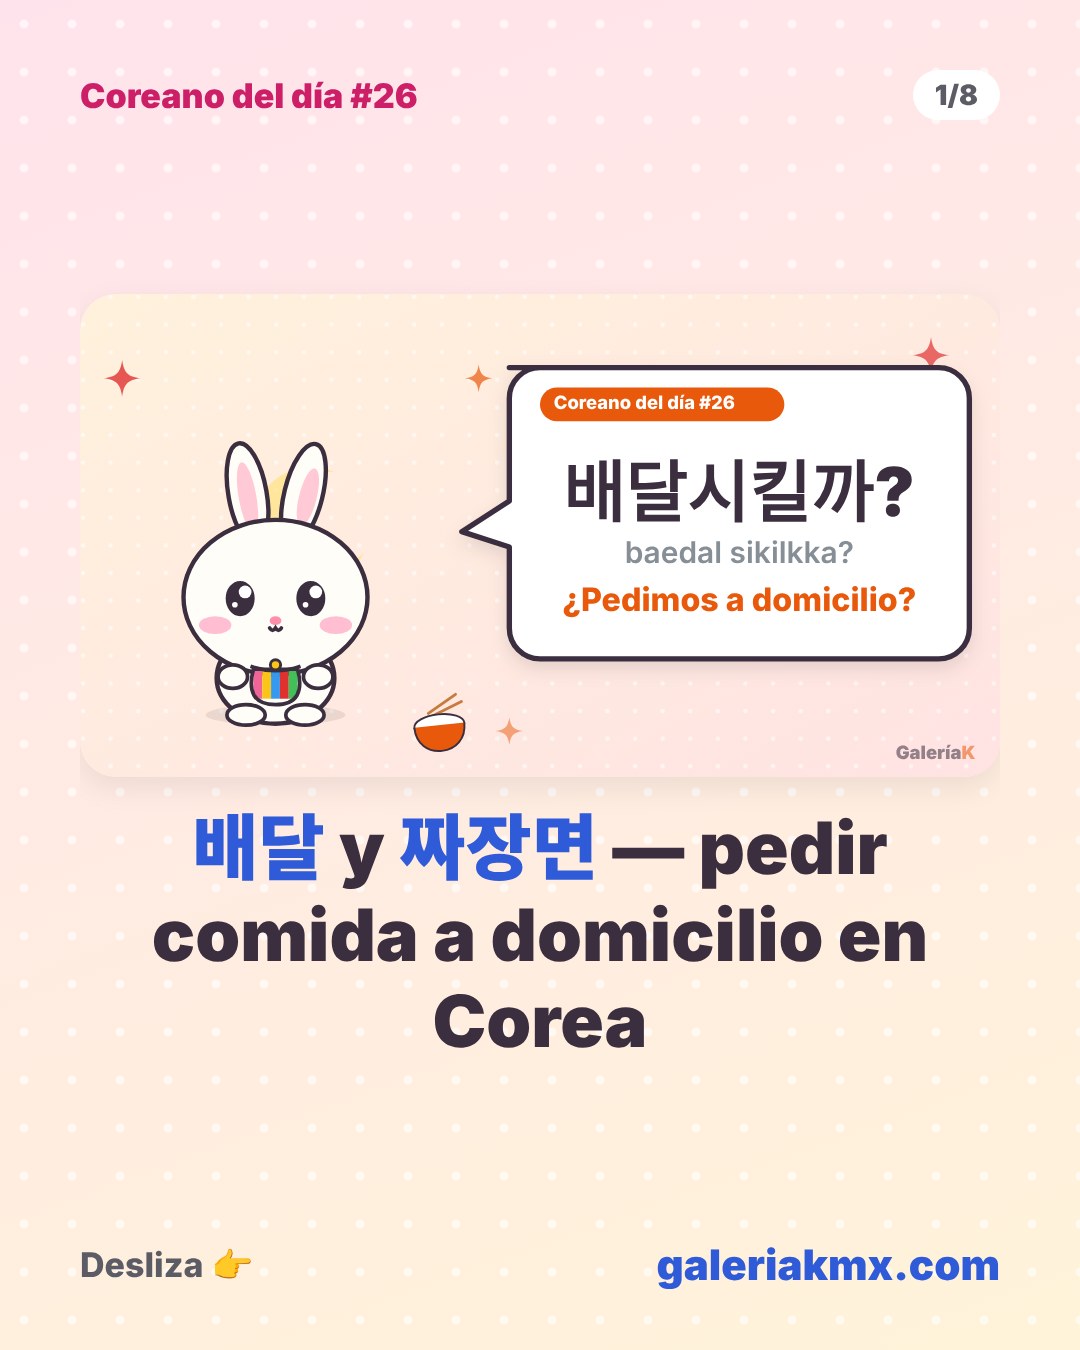 Coreano del día #26
1/8
Coreano del día #26
배달시킬까?
baedal sikilkka?
¿Pedimos a domicilio?
GaleríaK
배달 y 짜장면 — pedir
comida a domicilio en
Corea
Desliza 👉
galeriakmx.com